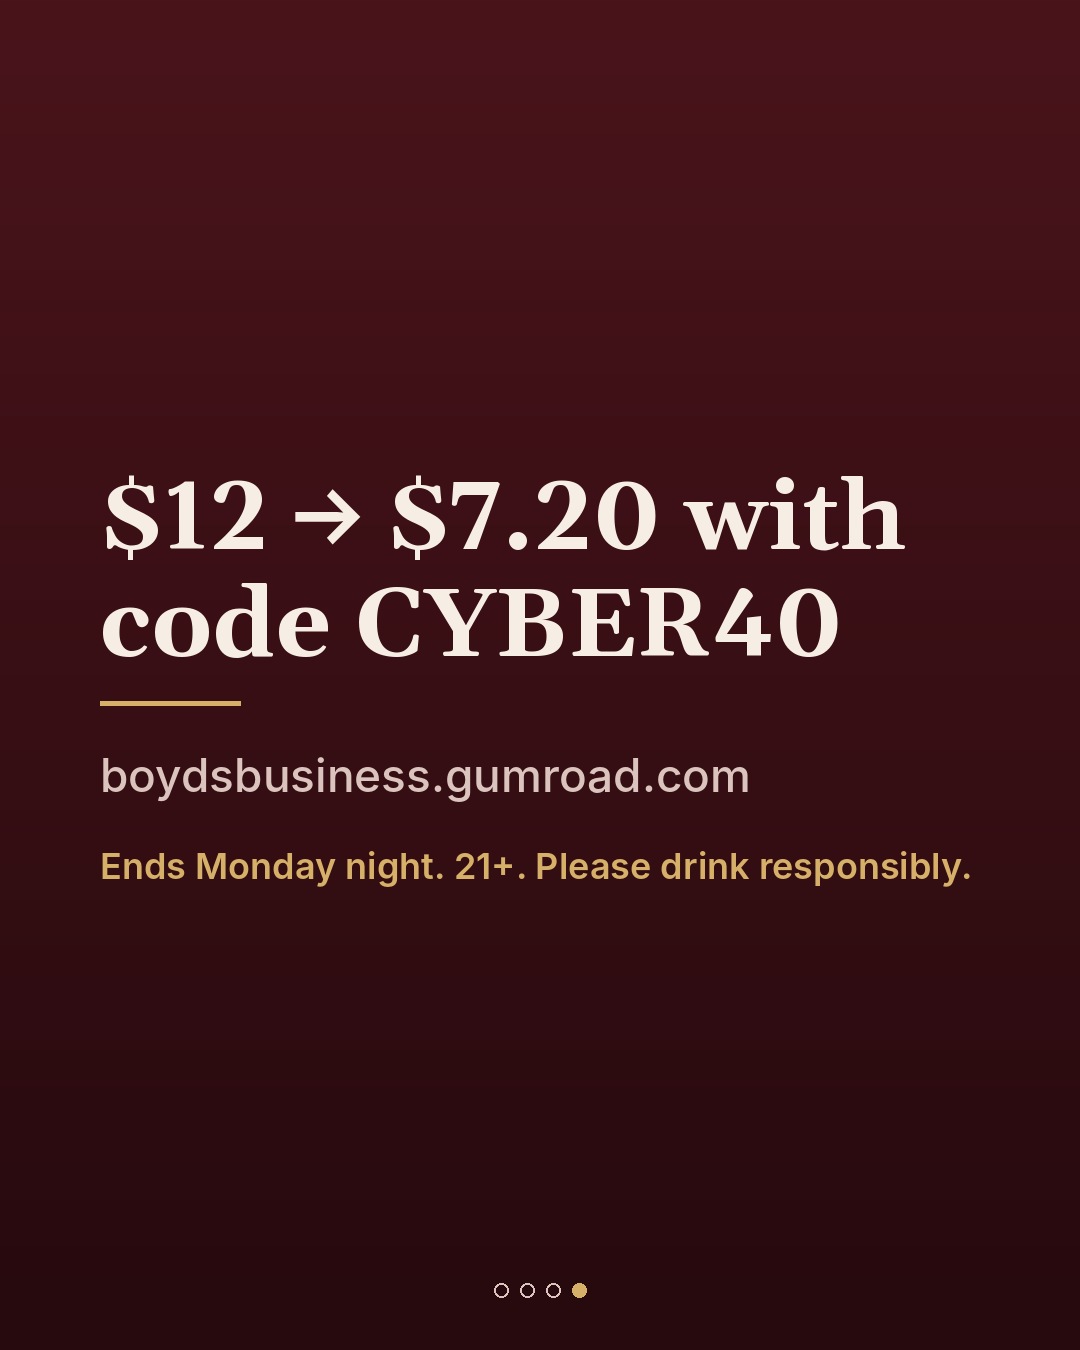 $12 → $7.20 with
code CYBER40
boydsbusiness.gumroad.com
Ends Monday night. 21+. Please drink responsibly.